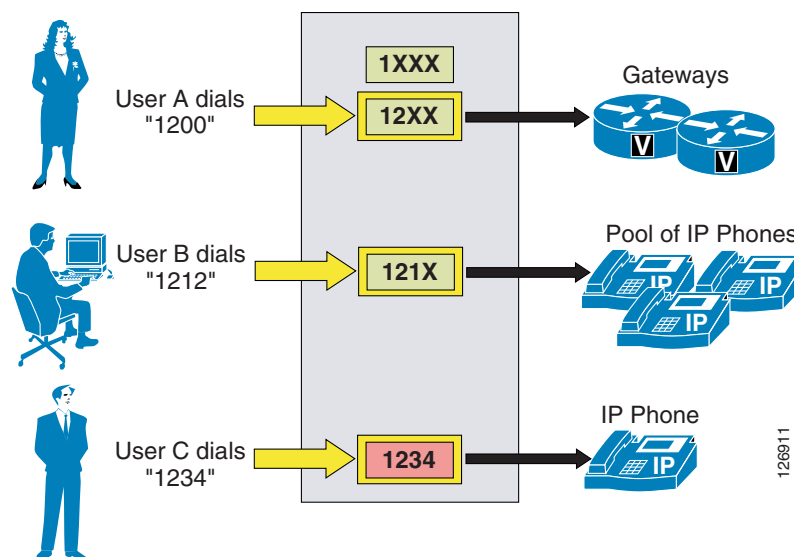 1XXX
User A dials
"1200"
12XX
Gateways
V
V
User B dials
"1212"
121X
Pool of IP Phones
IP
IP
IP
User C dials
"1234"
1234
IP Phone
IP
126911